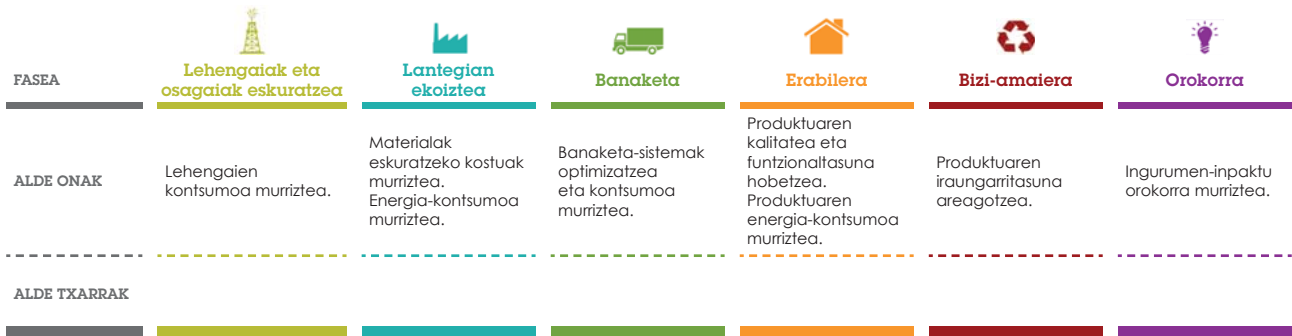 FASEA
Lehengaiak eta
osagaiak eskuratzea
Lantegian
ekoiztea
Banaketa
Erabilera
Bizi-amaiera
Orokorra
ALDE ONAK
Lehengaien
kontsumoa murriztea.
Materialak
eskuratzeko kostuak
murriztea.
Energia-kontsumoa
murriztea.
Banaketa-sistemak
optimizatzea
eta kontsumoa
murriztea.
Produktuaren
kalitatea eta
funtzionaltasuna
hobetzea.
Produktuaren
energia-kontsumoa
murriztea.
Produktuaren
iraungarritasuna
areagotzea.
Ingurumen-inpaktu
orokorra murriztea.
ALDE TXARRAK